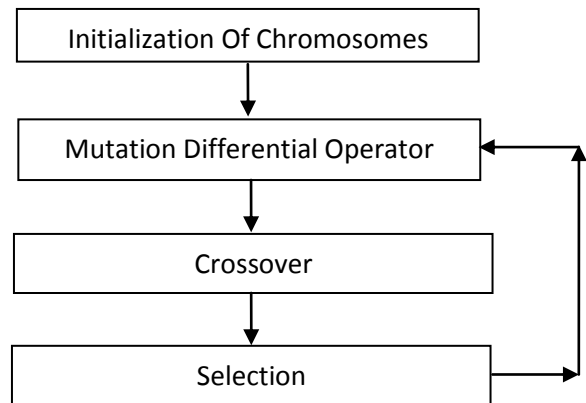 Initialization Of Chromosomes
Mutation Differential Operator
Crossover
Selection